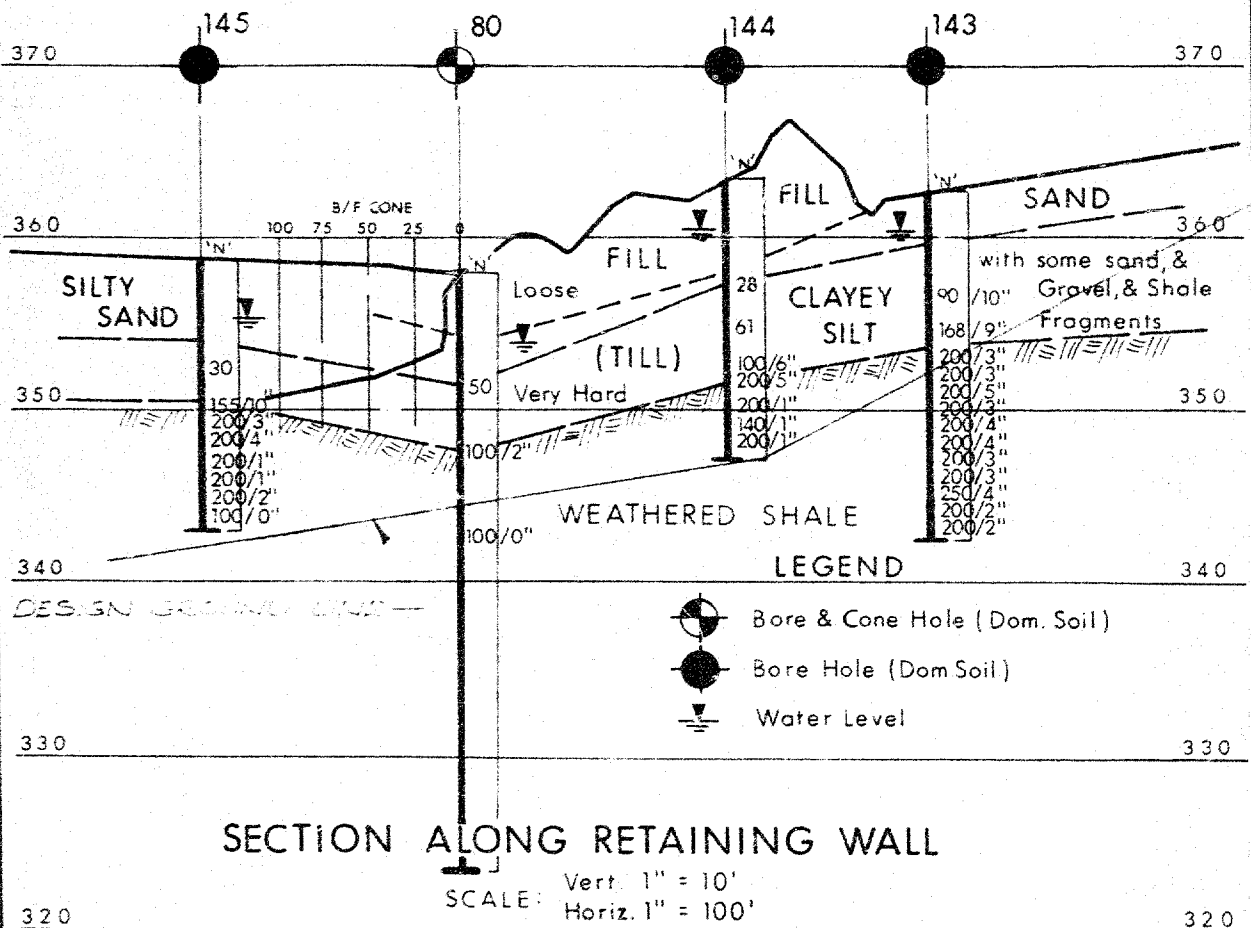 145 80 144 143
370 370
'N' 'N' 'N' 'N'
B/F CONE
360 100 75 50 25 0 360
FILL SAND
SILTY SAND
FILL
Loose
with some sand, & Gravel, & Shale Fragments
CLAYEY SILT
(TILL)
Very Hard
350 350
30
155/10"
200/3"
200/4"
200/1"
200/1"
200/2"
100/0"
50
100/2"
100/0"
28
61
100/6"
200/5"
200/1"
140/1"
200/1"
90/10"
168/9"
200/3"
200/3"
200/5"
200/3"
200/4"
200/4"
200/3"
200/3"
250/4"
200/2"
200/2"
WEATHERED SHALE
340 340
DESIGN GROUND LINE
LEGEND
Bore & Cone Hole (Dom. Soil)
Bore Hole (Dom Soil)
Water Level
330 330
SECTION ALONG RETAINING WALL
SCALE: Vert. 1" = 10'
Horiz. 1" = 100'
320 320